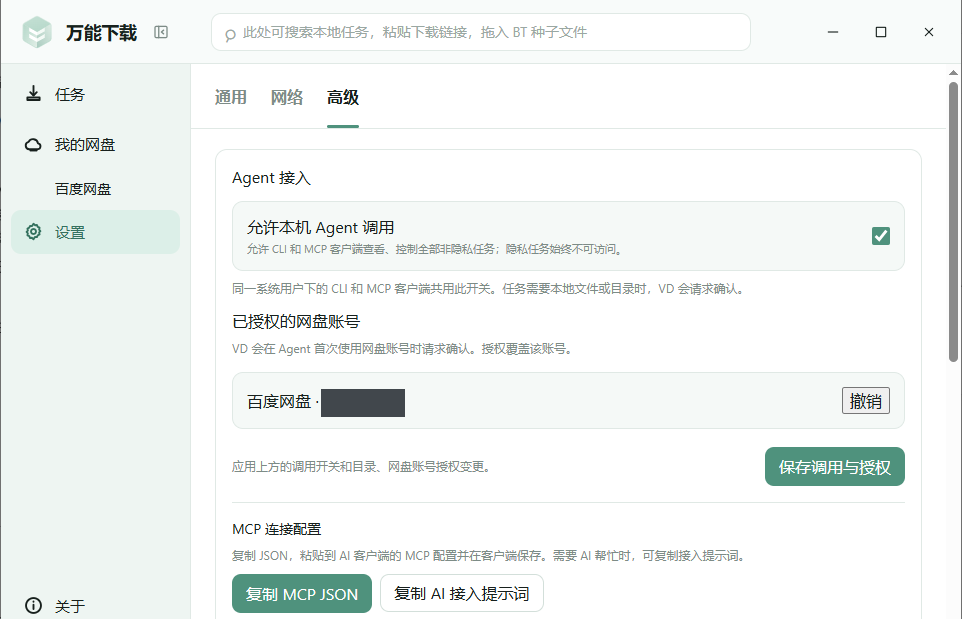 万能下载
此处可搜索本地任务，粘贴下载链接，拖入 BT 种子文件
任务
我的网盘
百度网盘
设置
关于
通用 网络 高级
Agent 接入
允许本机 Agent 调用
允许 CLI 和 MCP 客户端查看、控制全部非隐私任务；隐私任务始终不可访问。
同一系统用户下的 CLI 和 MCP 客户端共用此开关。任务需要本地文件或目录时，VD 会请求确认。
已授权的网盘账号
VD 会在 Agent 首次使用网盘账号时请求确认。授权覆盖该账号。
百度网盘 · 撤销
应用上方的调用开关和目录、网盘账号授权变更。 保存调用与授权
MCP 连接配置
复制 JSON，粘贴到 AI 客户端的 MCP 配置并在客户端保存。需要 AI 帮忙时，可复制接入提示词。
复制 MCP JSON 复制 AI 接入提示词